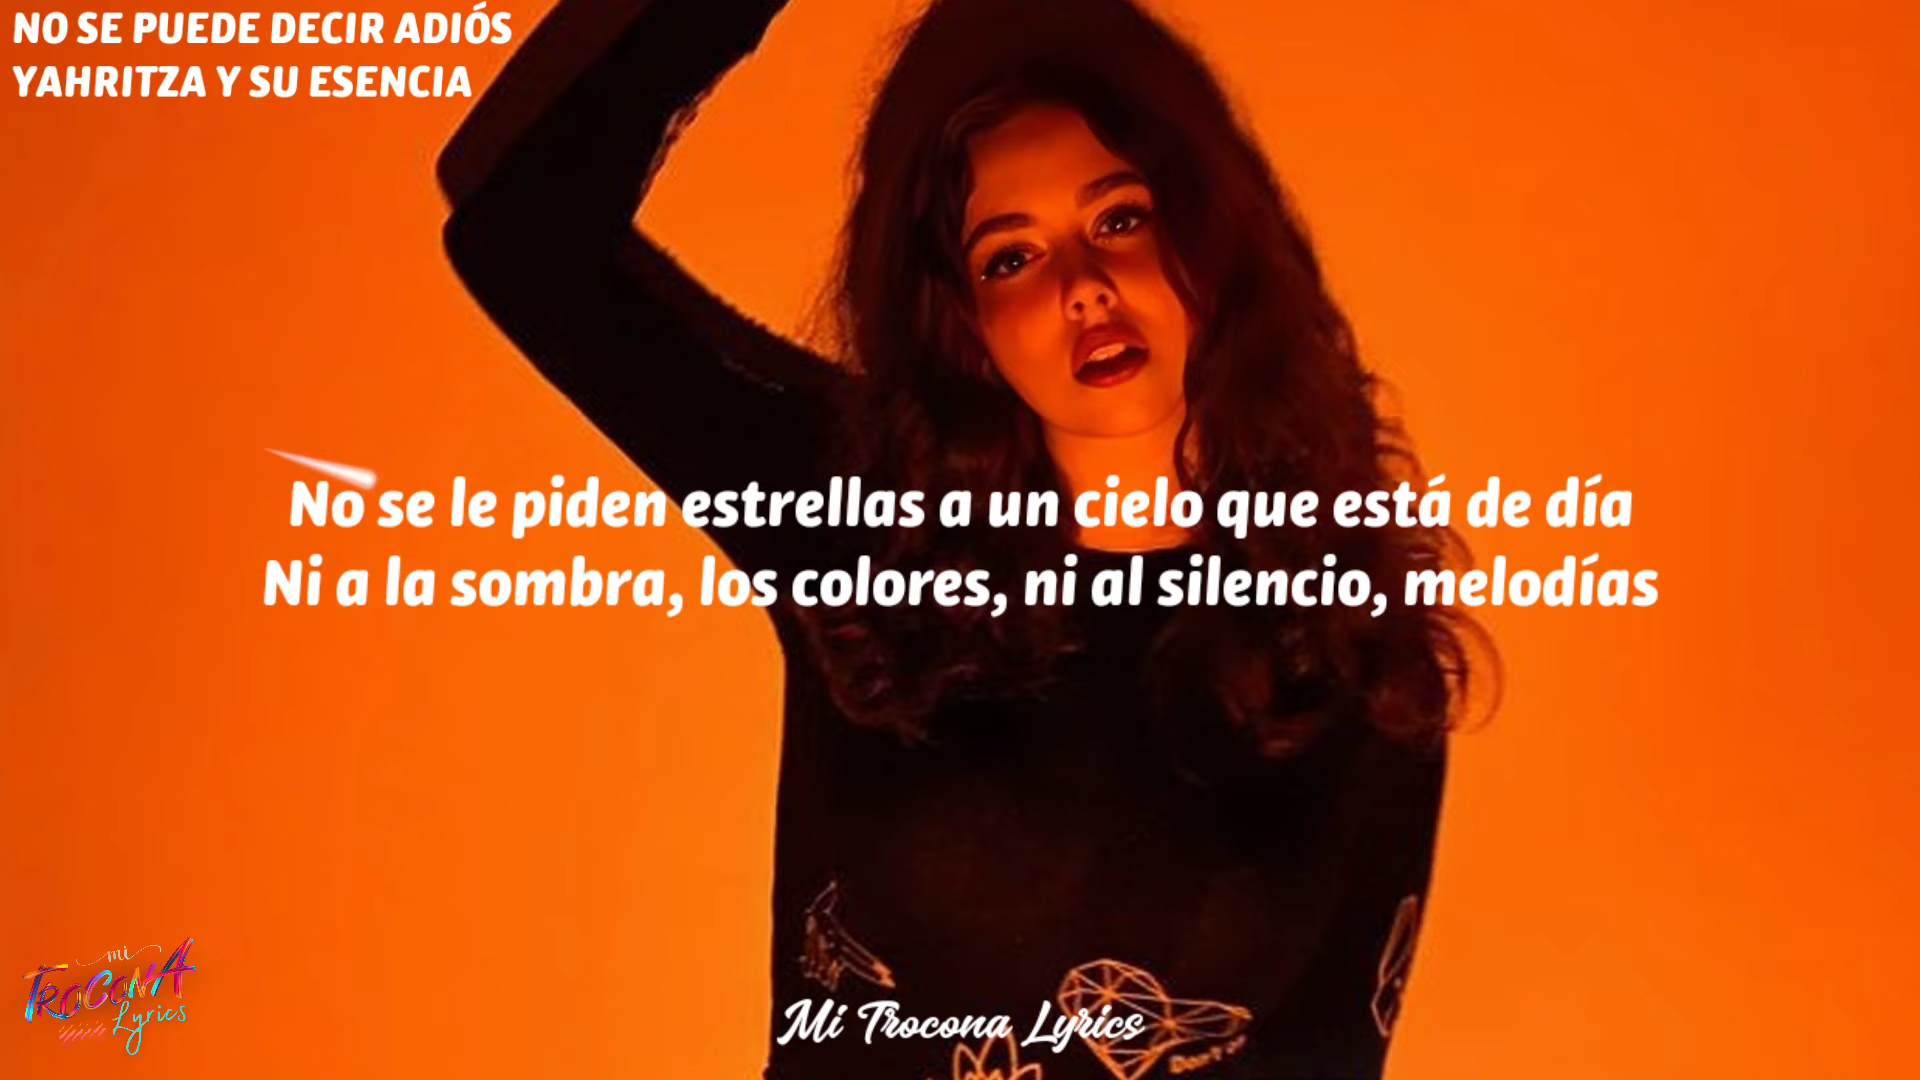 NO SE PUEDE DECIR ADIÓS
YAHRITZA Y SU ESENCIA
No se le piden estrellas a un cielo que está de día
Ni a la sombra, los colores, ni al silencio, melodías
mi
TROCONA
Lyrics
Mi Trocona Lyrics